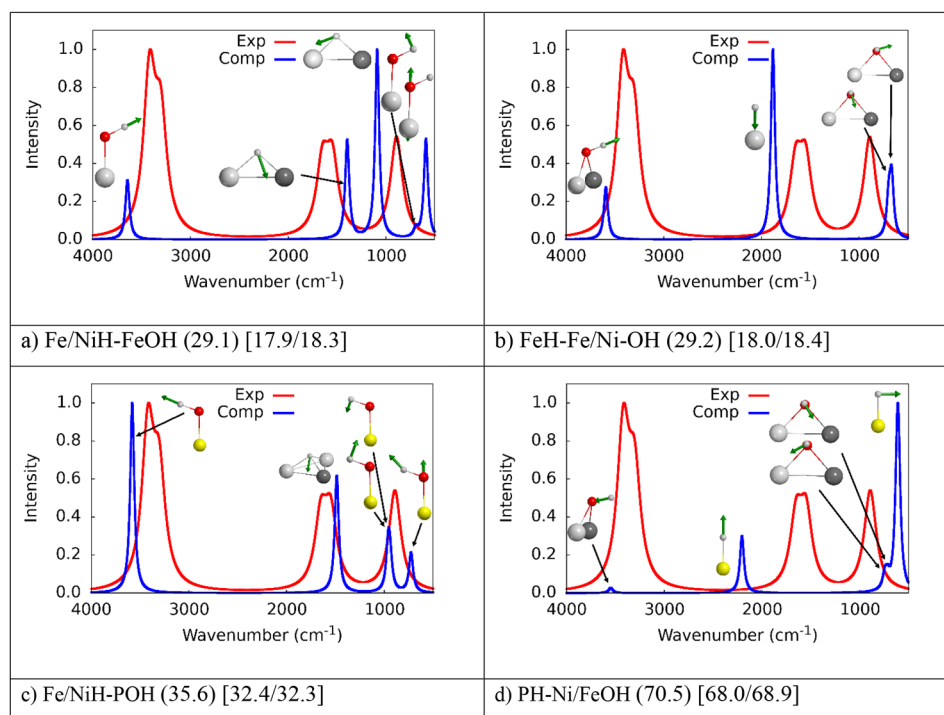 Exp
Comp
1.0
0.8
0.6
0.4
0.2
0.0
Intensity
4000 3000 2000 1000
Wavenumber (cm⁻¹)
a) Fe/NiH-FeOH (29.1) [17.9/18.3]
Exp
Comp
1.0
0.8
0.6
0.4
0.2
0.0
Intensity
4000 3000 2000 1000
Wavenumber (cm⁻¹)
b) FeH-Fe/Ni-OH (29.2) [18.0/18.4]
Exp
Comp
1.0
0.8
0.6
0.4
0.2
0.0
Intensity
4000 3000 2000 1000
Wavenumber (cm⁻¹)
c) Fe/NiH-POH (35.6) [32.4/32.3]
Exp
Comp
1.0
0.8
0.6
0.4
0.2
0.0
Intensity
4000 3000 2000 1000
Wavenumber (cm⁻¹)
d) PH-Ni/FeOH (70.5) [68.0/68.9]